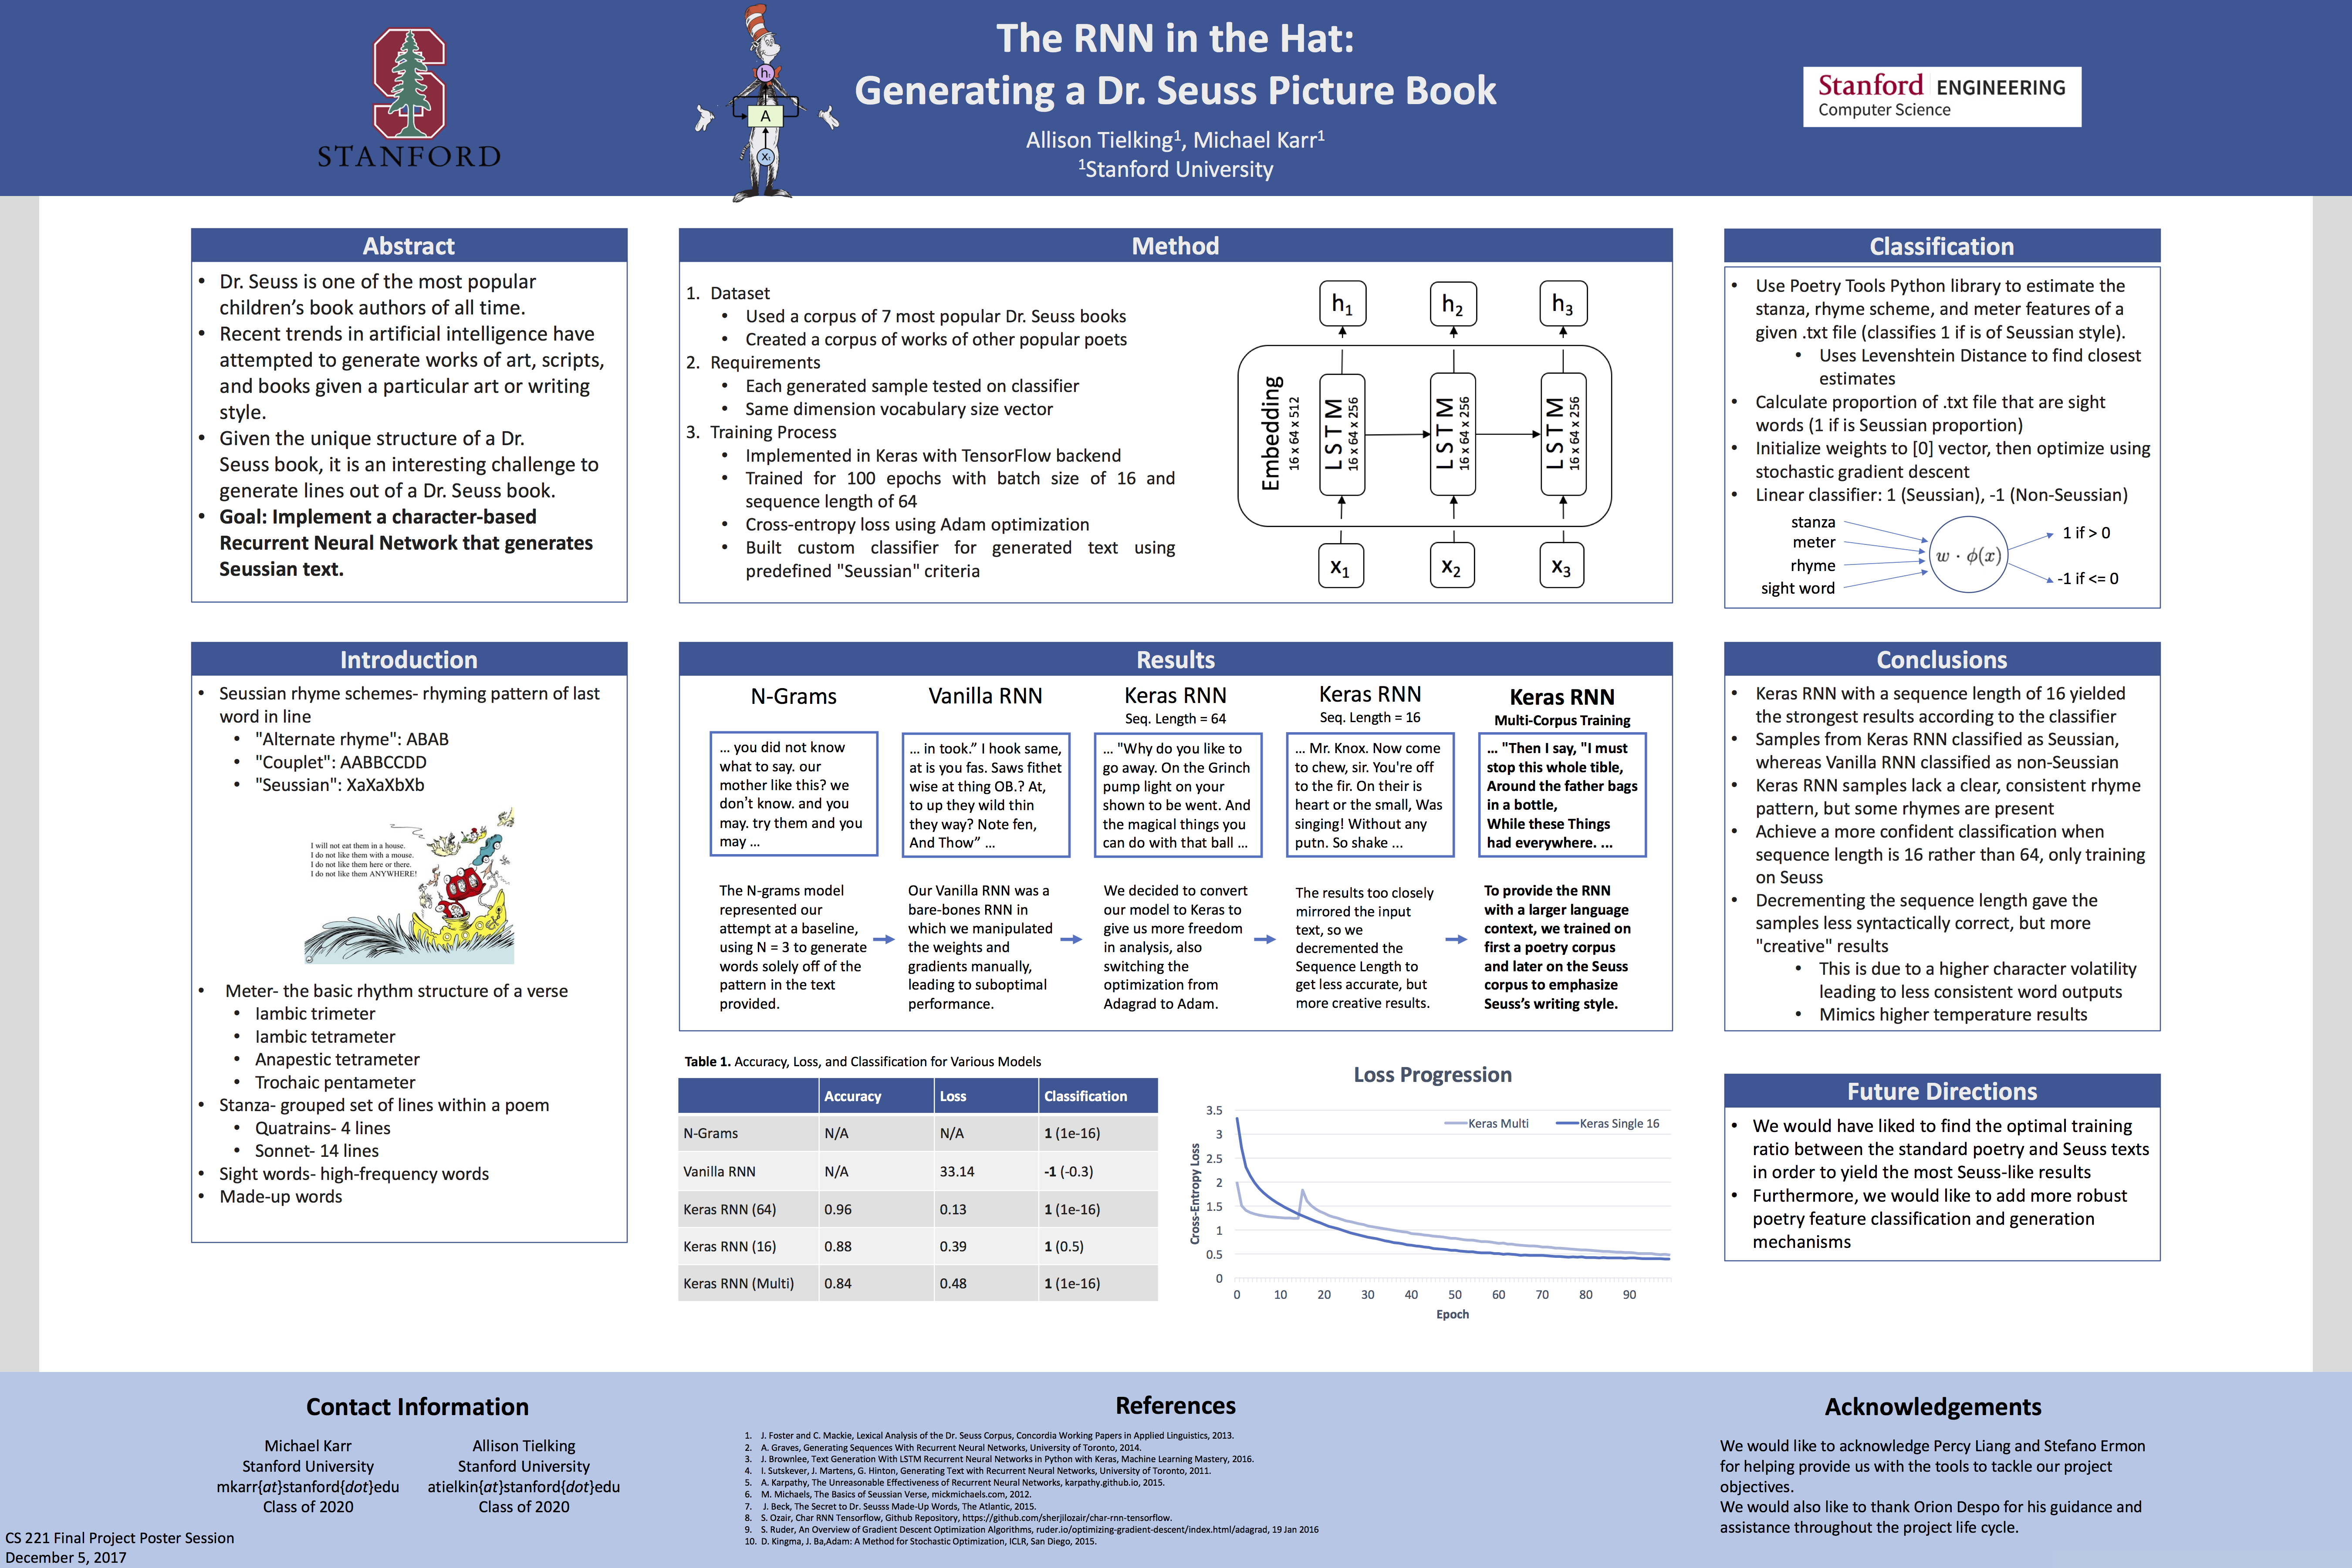 The RNN in the Hat:
Generating a Dr. Seuss Picture Book
Allison Tielking1, Michael Karr1
1Stanford University
STANFORD
h
A
x
Stanford ENGINEERING
Computer Science
Abstract
• Dr. Seuss is one of the most popular
children's book authors of all time.
• Recent trends in artificial intelligence have
attempted to generate works of art, scripts,
and books given a particular art or writing
style.
• Given the unique structure of a Dr.
Seuss book, it is an interesting challenge to
generate lines out of a Dr. Seuss book.
• Goal: Implement a character-based
Recurrent Neural Network that generates
Seussian text.
Introduction
• Seussian rhyme schemes- rhyming pattern of last
word in line
• "Alternate rhyme": ABAB
• "Couplet": AABBCCDD
• "Seussian": XaXaXbXb
I will not eat them in a house.
I do not like them with a mouse.
I do not like them here or there.
I do not like them ANYWHERE!
• Meter- the basic rhythm structure of a verse
• Iambic trimeter
• Iambic tetrameter
• Anapestic tetrameter
• Trochaic pentameter
• Stanza- grouped set of lines within a poem
• Quatrains- 4 lines
• Sonnet- 14 lines
• Sight words- high-frequency words
• Made-up words
Method
1. Dataset
• Used a corpus of 7 most popular Dr. Seuss books
• Created a corpus of works of other popular poets
2. Requirements
• Each generated sample tested on classifier
• Same dimension vocabulary size vector
3. Training Process
• Implemented in Keras with TensorFlow backend
• Trained for 100 epochs with batch size of 16 and
sequence length of 64
• Cross-entropy loss using Adam optimization
• Built custom classifier for generated text using
predefined "Seussian" criteria
h1 h2 h3
Embedding
16 x 64 x 512
LSTM
16 x 64 x 256
LSTM
16 x 64 x 256
LSTM
16 x 64 x 256
x1 x2 x3
Results
N-Grams
... you did not know
what to say. our
mother like this? we
don't know. and you
may. try them and you
may ...
The N-grams model
represented our
attempt at a baseline,
using N = 3 to generate
words solely off of the
pattern in the text
provided.
Vanilla RNN
... in took." I hook same,
at is you fas. Saws fithet
wise at thing OB.? At,
to up they wild thin
they way? Note fen,
And Thow" ...
Our Vanilla RNN was a
bare-bones RNN in
which we manipulated
the weights and
gradients manually,
leading to suboptimal
performance.
Keras RNN
Seq. Length = 64
... "Why do you like to
go away. On the Grinch
pump light on your
shown to be went. And
the magical things you
can do with that ball ...
We decided to convert
our model to Keras to
give us more freedom
in analysis, also
switching the
optimization from
Adagrad to Adam.
Keras RNN
Seq. Length = 16
... Mr. Knox. Now come
to chew, sir. You're off
to the fir. On their is
heart or the small, Was
singing! Without any
putn. So shake ...
The results too closely
mirrored the input
text, so we
decremented the
Sequence Length to
get less accurate, but
more creative results.
Keras RNN
Multi-Corpus Training
... "Then I say, "I must
stop this whole tible,
Around the father bags
in a bottle,
While these Things
had everywhere. ...
To provide the RNN
with a larger language
context, we trained on
first a poetry corpus
and later on the Seuss
corpus to emphasize
Seuss's writing style.
Table 1. Accuracy, Loss, and Classification for Various Models
Accuracy Loss Classification
N-Grams N/A N/A 1 (1e-16)
Vanilla RNN N/A 33.14 -1 (-0.3)
Keras RNN (64) 0.96 0.13 1 (1e-16)
Keras RNN (16) 0.88 0.39 1 (0.5)
Keras RNN (Multi) 0.84 0.48 1 (1e-16)
Loss Progression
Keras Multi Keras Single 16
Cross-Entropy Loss
3.5
3
2.5
2
1.5
1
0.5
0
0 10 20 30 40 50 60 70 80 90
Epoch
Classification
• Use Poetry Tools Python library to estimate the
stanza, rhyme scheme, and meter features of a
given .txt file (classifies 1 if is of Seussian style).
• Uses Levenshtein Distance to find closest
estimates
• Calculate proportion of .txt file that are sight
words (1 if is Seussian proportion)
• Initialize weights to [0] vector, then optimize using
stochastic gradient descent
• Linear classifier: 1 (Seussian), -1 (Non-Seussian)
stanza
meter
rhyme
sight word
w · ϕ(x)
1 if > 0
-1 if <= 0
Conclusions
• Keras RNN with a sequence length of 16 yielded
the strongest results according to the classifier
• Samples from Keras RNN classified as Seussian,
whereas Vanilla RNN classified as non-Seussian
• Keras RNN samples lack a clear, consistent rhyme
pattern, but some rhymes are present
• Achieve a more confident classification when
sequence length is 16 rather than 64, only training
on Seuss
• Decrementing the sequence length gave the
samples less syntactically correct, but more
"creative" results
• This is due to a higher character volatility
leading to less consistent word outputs
• Mimics higher temperature results
Future Directions
• We would have liked to find the optimal training
ratio between the standard poetry and Seuss texts
in order to yield the most Seuss-like results
• Furthermore, we would like to add more robust
poetry feature classification and generation
mechanisms
Contact Information
Michael Karr
Stanford University
mkarr{at}stanford{dot}edu
Class of 2020
Allison Tielking
Stanford University
atielkin{at}stanford{dot}edu
Class of 2020
CS 221 Final Project Poster Session
December 5, 2017
References
1. J. Foster and C. Mackie, Lexical Analysis of the Dr. Seuss Corpus, Concordia Working Papers in Applied Linguistics, 2013.
2. A. Graves, Generating Sequences With Recurrent Neural Networks, University of Toronto, 2014.
3. J. Brownlee, Text Generation With LSTM Recurrent Neural Networks in Python with Keras, Machine Learning Mastery, 2016.
4. I. Sutskever, J. Martens, G. Hinton, Generating Text with Recurrent Neural Networks, University of Toronto, 2011.
5. A. Karpathy, The Unreasonable Effectiveness of Recurrent Neural Networks, karpathy.github.io, 2015.
6. M. Michaels, The Basics of Seussian Verse, mickmichaels.com, 2012.
7. J. Beck, The Secret to Dr. Seusss Made-Up Words, The Atlantic, 2015.
8. S. Ozair, Char RNN Tensorflow, Github Repository, https://github.com/sherjilozair/char-rnn-tensorflow.
9. S. Ruder, An Overview of Gradient Descent Optimization Algorithms, ruder.io/optimizing-gradient-descent/index.html/adagrad, 19 Jan 2016
10. D. Kingma, J. Ba,Adam: A Method for Stochastic Optimization, ICLR, San Diego, 2015.
Acknowledgements
We would like to acknowledge Percy Liang and Stefano Ermon
for helping provide us with the tools to tackle our project
objectives.
We would also like to thank Orion Despo for his guidance and
assistance throughout the project life cycle.